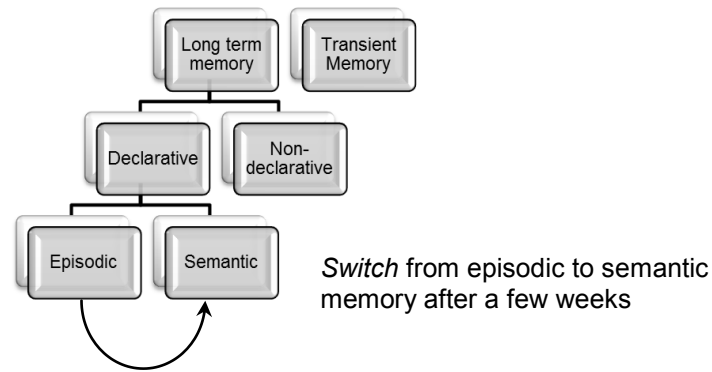 Long term
memory
Transient
Memory
Declarative
Non-
declarative
Episodic
Semantic
Switch from episodic to semantic
memory after a few weeks